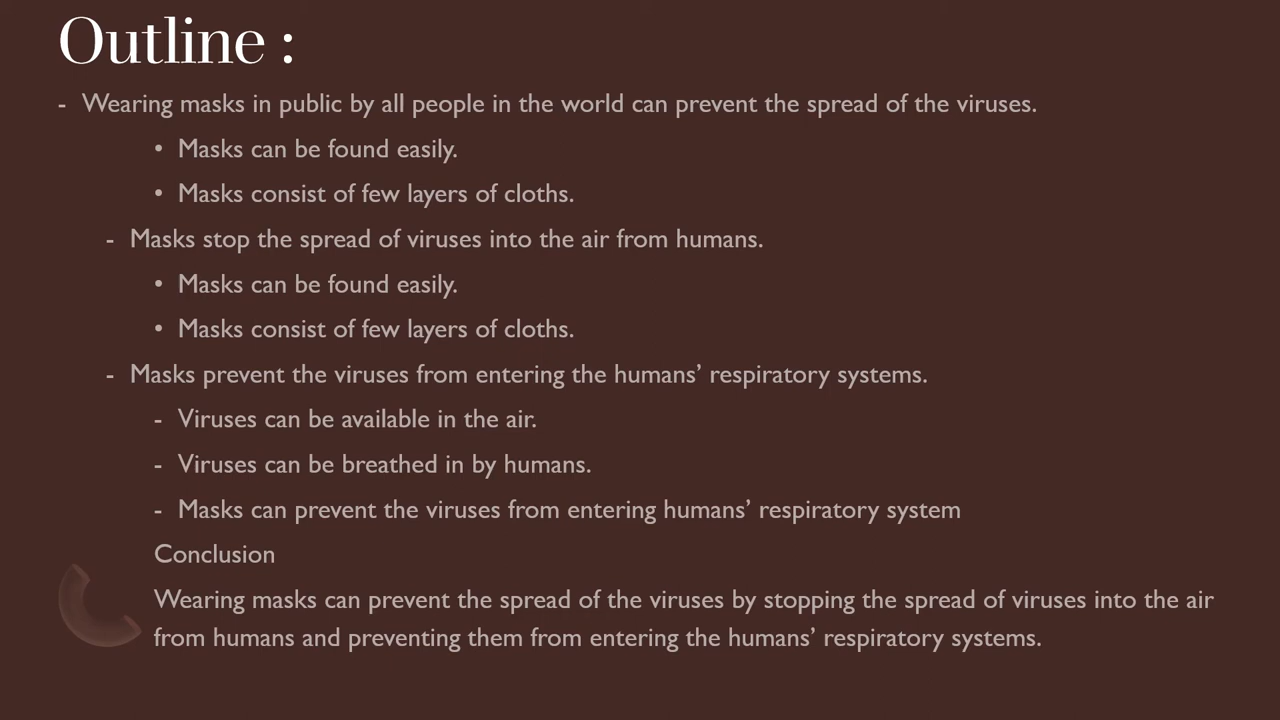 Outline :
- Wearing masks in public by all people in the world can prevent the spread of the viruses.
• Masks can be found easily.
• Masks consist of few layers of cloths.
- Masks stop the spread of viruses into the air from humans.
• Masks can be found easily.
• Masks consist of few layers of cloths.
- Masks prevent the viruses from entering the humans’ respiratory systems.
- Viruses can be available in the air.
- Viruses can be breathed in by humans.
- Masks can prevent the viruses from entering humans’ respiratory system
Conclusion
Wearing masks can prevent the spread of the viruses by stopping the spread of viruses into the air
from humans and preventing them from entering the humans’ respiratory systems.